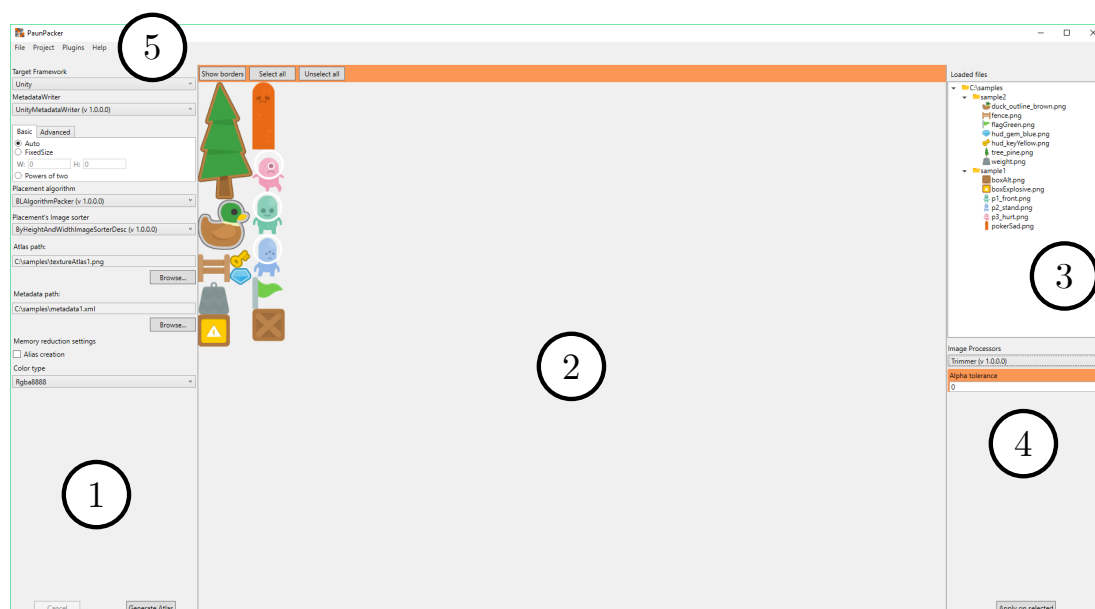 PaunPacker
File Project Plugins Help
5
Target Framework
Unity
MetadataWriter
UnityMetadataWriter (v 1.0.0.0)
Basic Advanced
Auto
FixedSize
W: 0 H: 0
Powers of two
Placement algorithm
BLAlgorithmPacker (v 1.0.0.0)
Placement's Image sorter
ByHeightAndWidthImageSorterDesc (v 1.0.0.0)
Atlas path:
C:\samples\textureAtlas1.png
Browse...
Metadata path:
C:\samples\metadata1.xml
Browse...
Memory reduction settings
Alias creation
Color type
Rgba8888
1
Cancel Generate Atlas
Show borders Select all Unselect all
2
Loaded files
C:\samples
sample2
duck_outline_brown.png
fence.png
flagGreen.png
hud_gem_blue.png
hud_keyYellow.png
tree_pine.png
weight.png
sample1
boxAlt.png
boxExplosive.png
p1_front.png
p2_stand.png
p3_hurt.png
pokerSad.png
3
Image Processors
Trimmer (v 1.0.0.0)
Alpha tolerance
0
4
Apply on selected